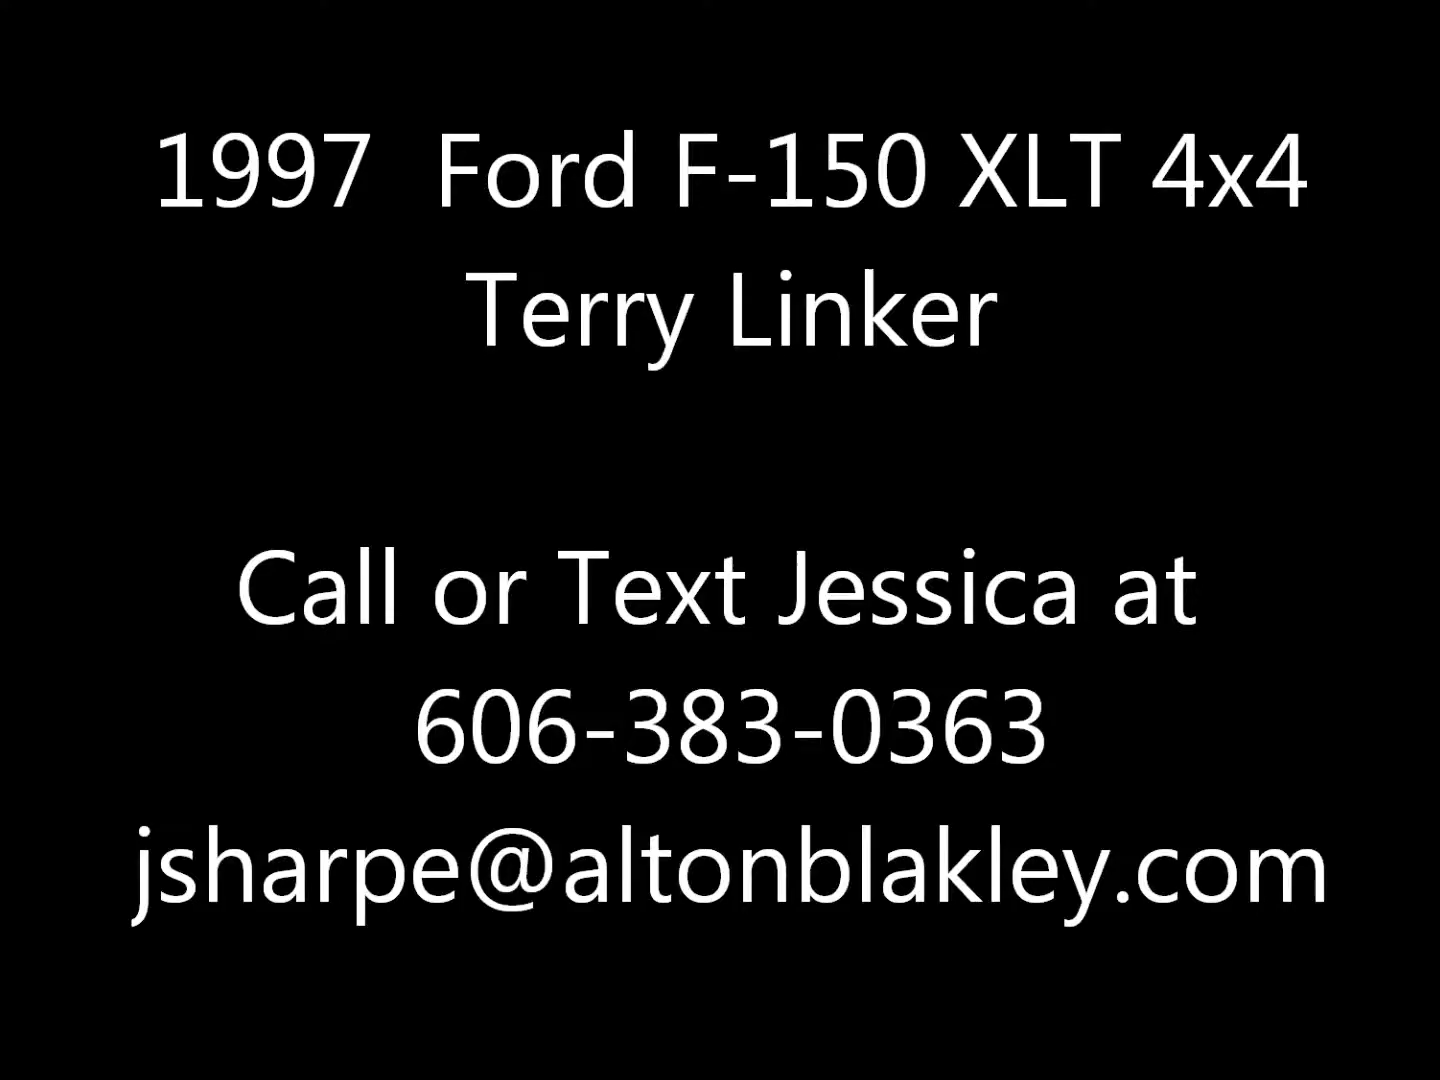 1997  Ford F-150 XLT 4x4
Terry Linker
Call or Text Jessica at
606-383-0363
jsharpe@altonblakley.com